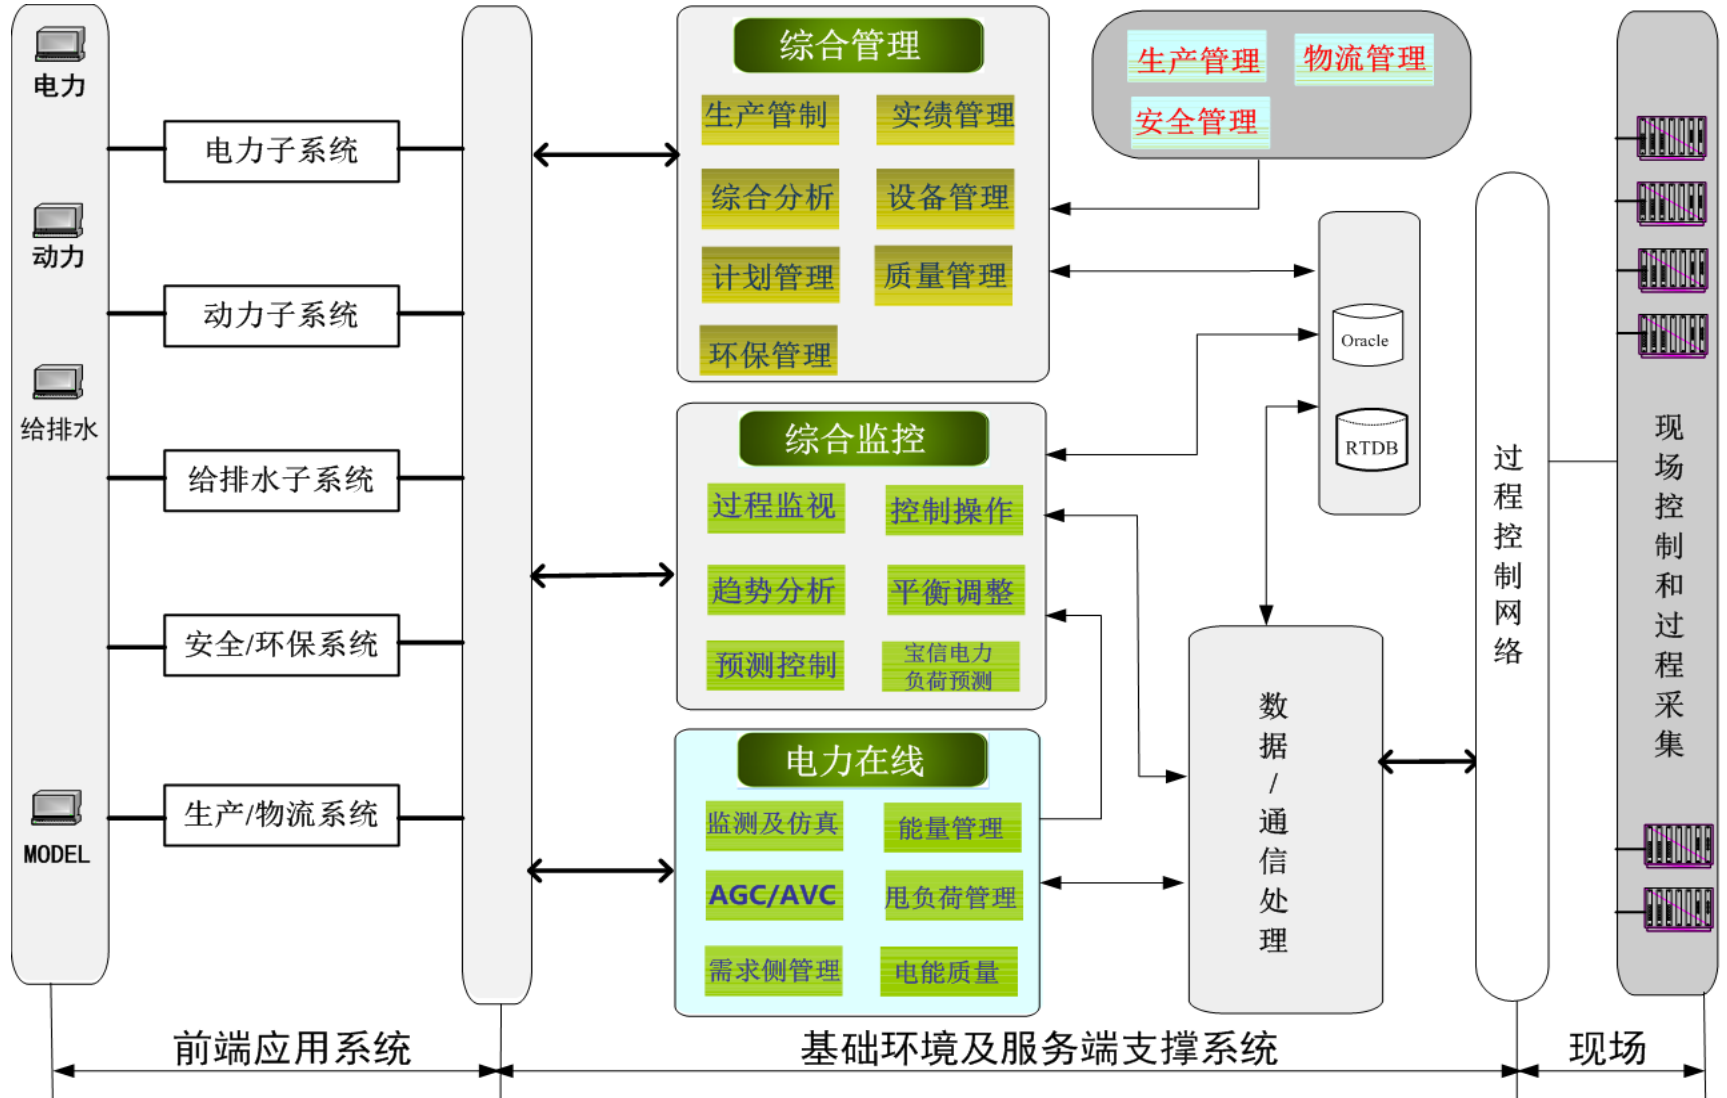 电力
动力
给排水
MODEL
电力子系统
动力子系统
给排水子系统
安全/环保系统
生产/物流系统
综合管理
生产管制
实绩管理
综合分析
设备管理
计划管理
质量管理
环保管理
综合监控
过程监视
控制操作
趋势分析
平衡调整
预测控制
宝信电力
负荷预测
电力在线
监测及仿真
能量管理
AGC/AVC
甩负荷管理
需求侧管理
电能质量
生产管理
物流管理
安全管理
Oracle
RTDB
数据/通信处理
过程控制网络
现场控制和过程采集
前端应用系统
基础环境及服务端支撑系统
现场